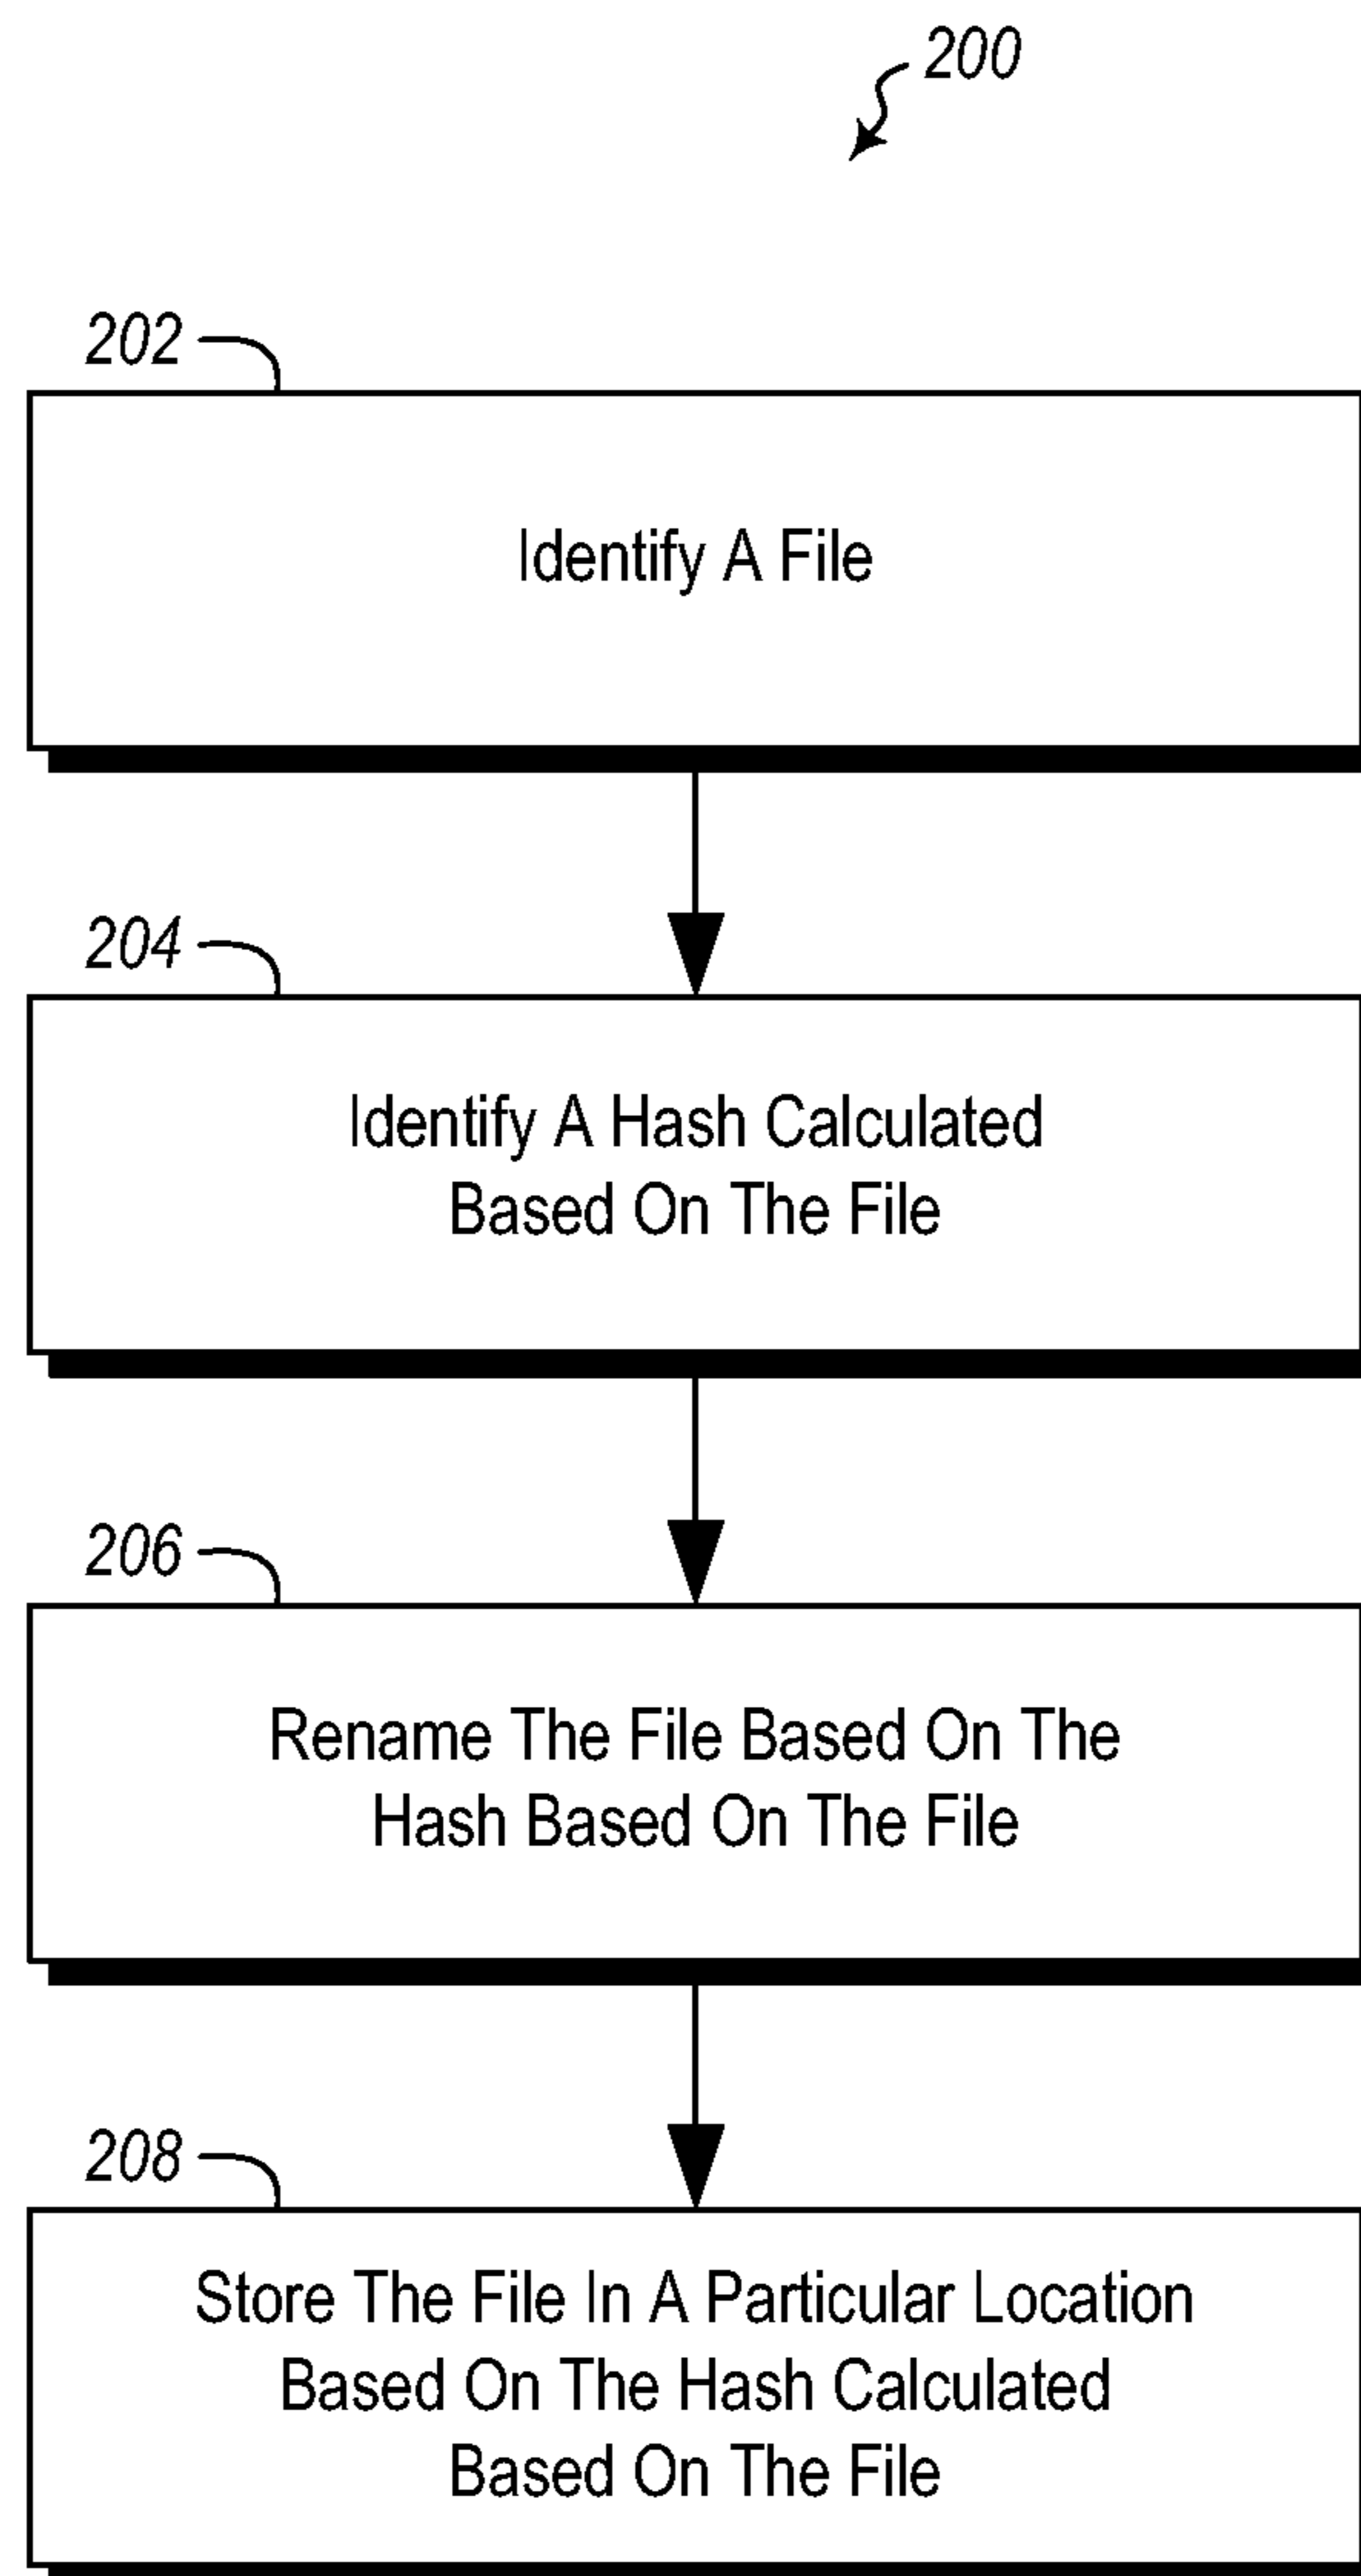 200
202
Identify A File
204
Identify A Hash Calculated
Based On The File
206
Rename The File Based On The
Hash Based On The File
208
Store The File In A Particular Location
Based On The Hash Calculated
Based On The File